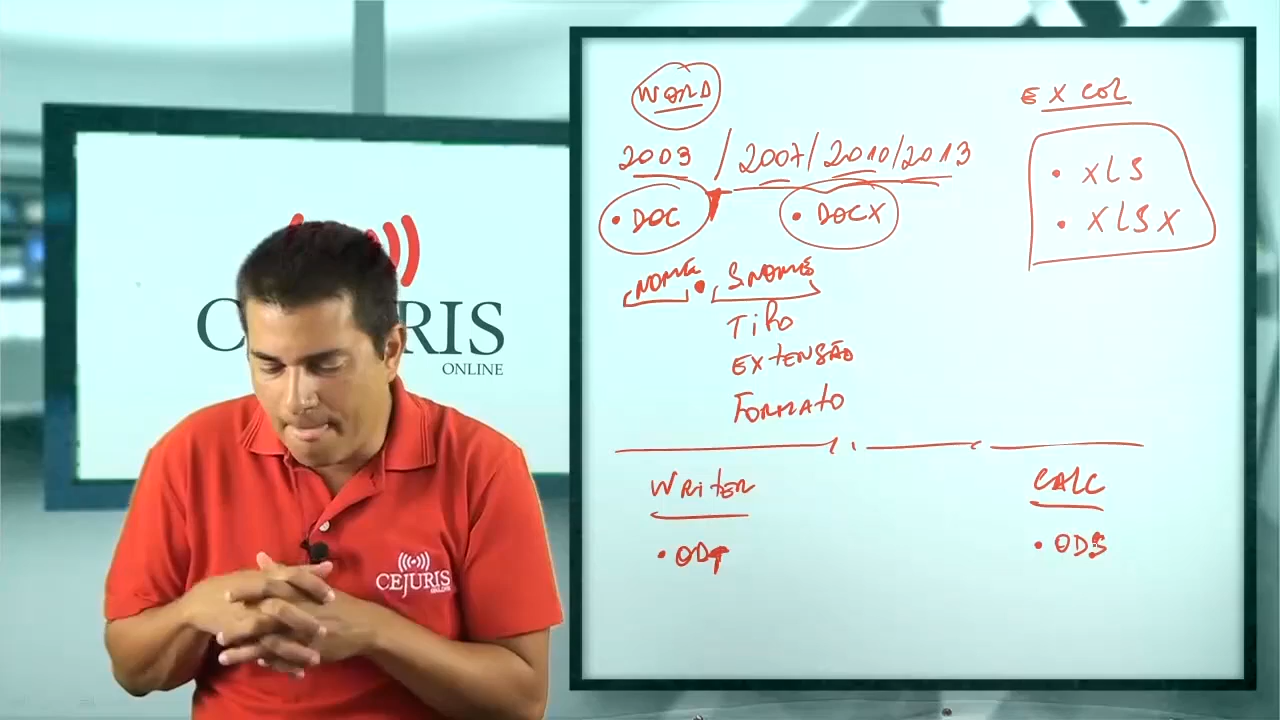 CEJURIS
ONLINE
CEJURIS
ONLINE
WORD
2003 / 2007 / 2010 / 2013
• DOC
• DOCX
NOME • SNOME
TIPO
EXTENSÃO
FORMATO
WRITER
• ODT
EXCEL
• XLS
• XLSX
CALC
• ODS